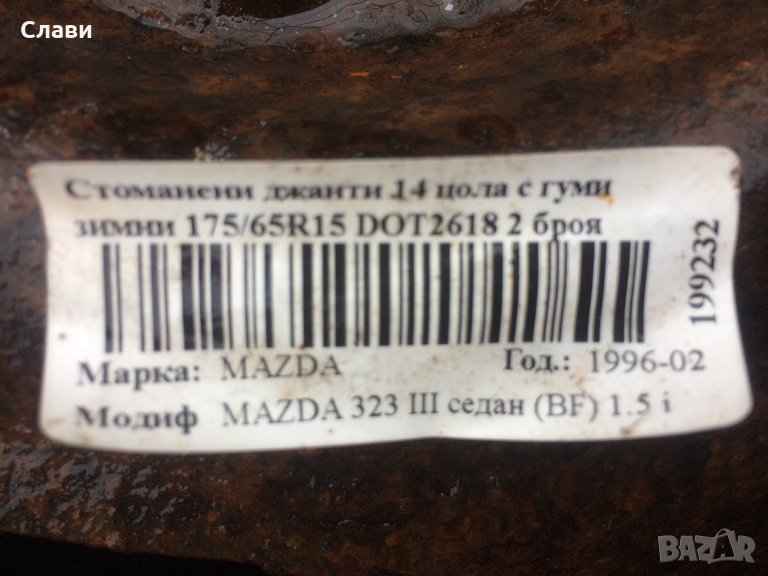 Слави
Стоманени джанти 14 цола с гуми
зимни 175/65R15 DOT2618 2 броя
199232
Марка: MAZDA Год.: 1996-02
Модиф MAZDA 323 III седан (BF) 1.5 i
BAZAR